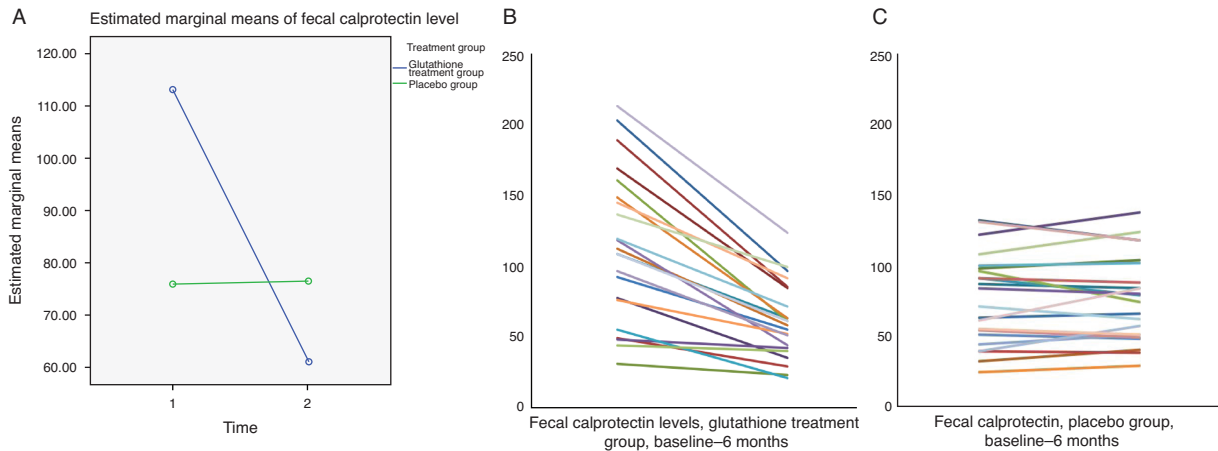 A
Estimated marginal means of fecal calprotectin level
Treatment group
Glutathione
treatment group
Placebo group
120.00
110.00
100.00
90.00
80.00
70.00
60.00
Estimated marginal means
1
2
Time
B
250
200
150
100
50
0
Fecal calprotectin levels, glutathione treatment
group, baseline–6 months
C
250
200
150
100
50
0
Fecal calprotectin, placebo group,
baseline–6 months